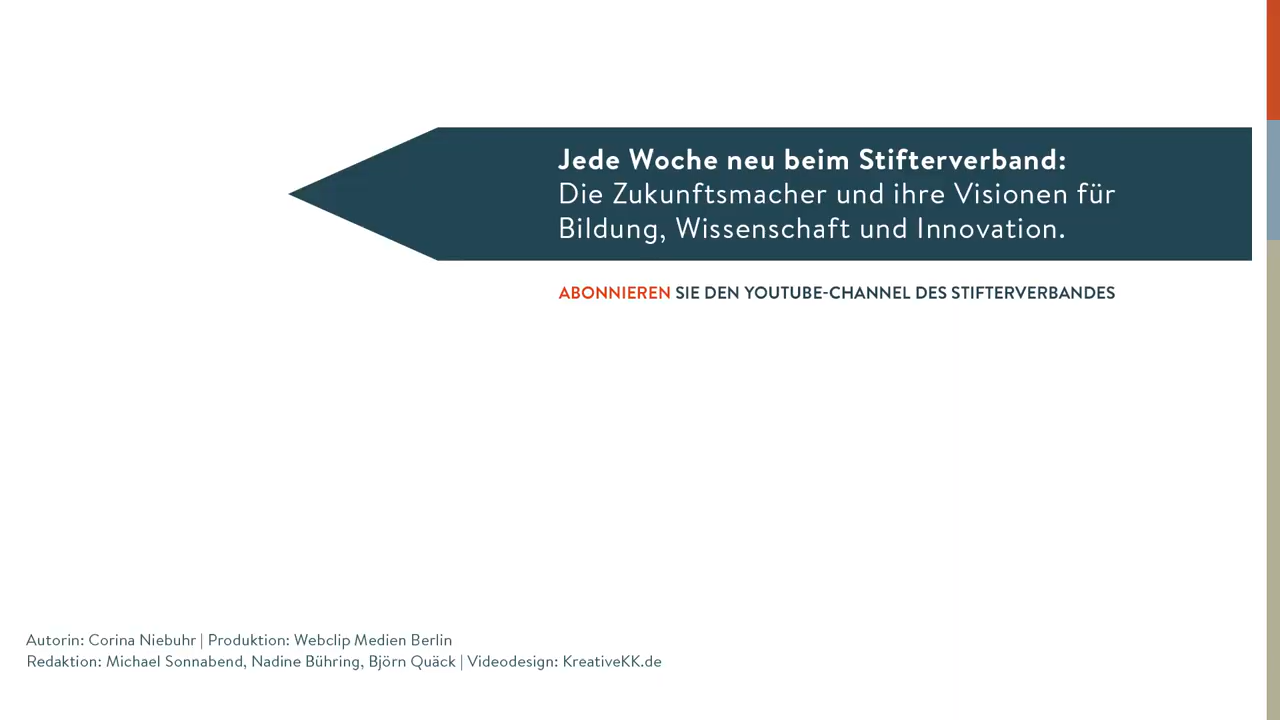 Jede Woche neu beim Stifterverband:
Die Zukunftsmacher und ihre Visionen für
Bildung, Wissenschaft und Innovation.
ABONNIEREN SIE DEN YOUTUBE-CHANNEL DES STIFTERVERBANDES
Autorin: Corina Niebuhr | Produktion: Webclip Medien Berlin
Redaktion: Michael Sonnabend, Nadine Bühring, Björn Quäck | Videodesign: KreativeKK.de